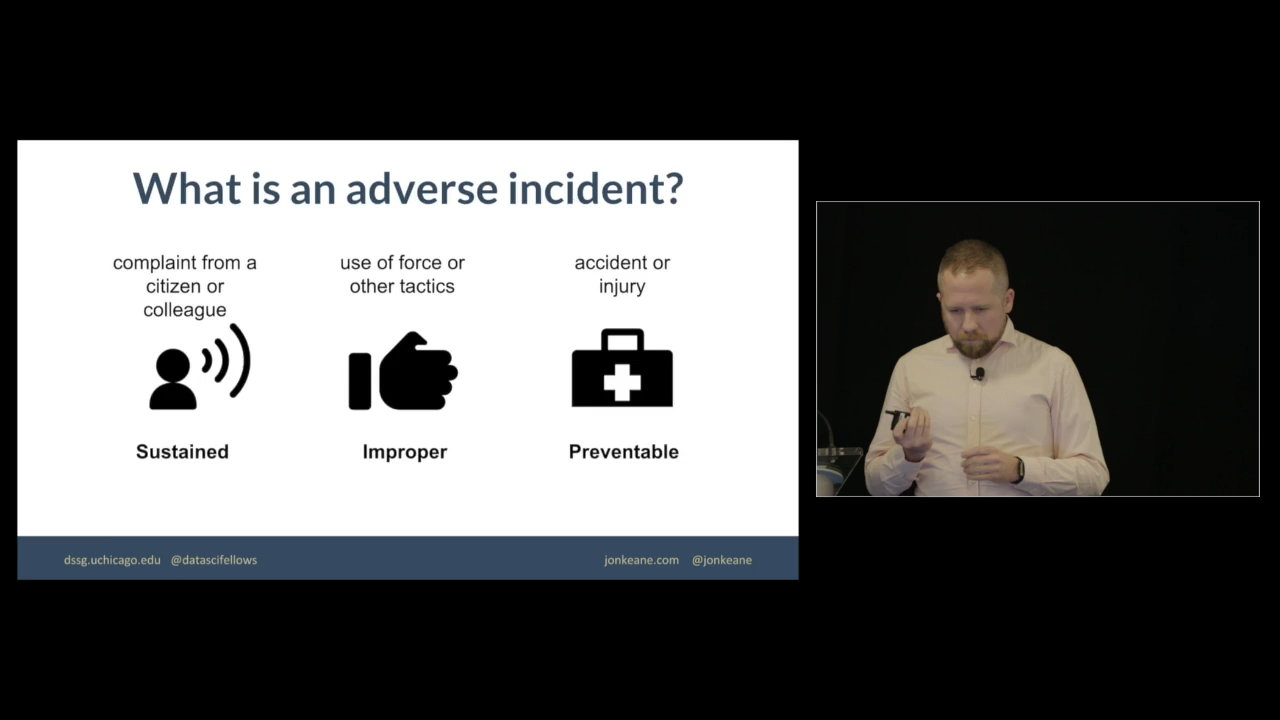 What is an adverse incident?
complaint from a
citizen or
colleague
use of force or
other tactics
accident or
injury
Sustained
Improper
Preventable
dssg.uchicago.edu @datascifellows
jonkeane.com @jonkeane